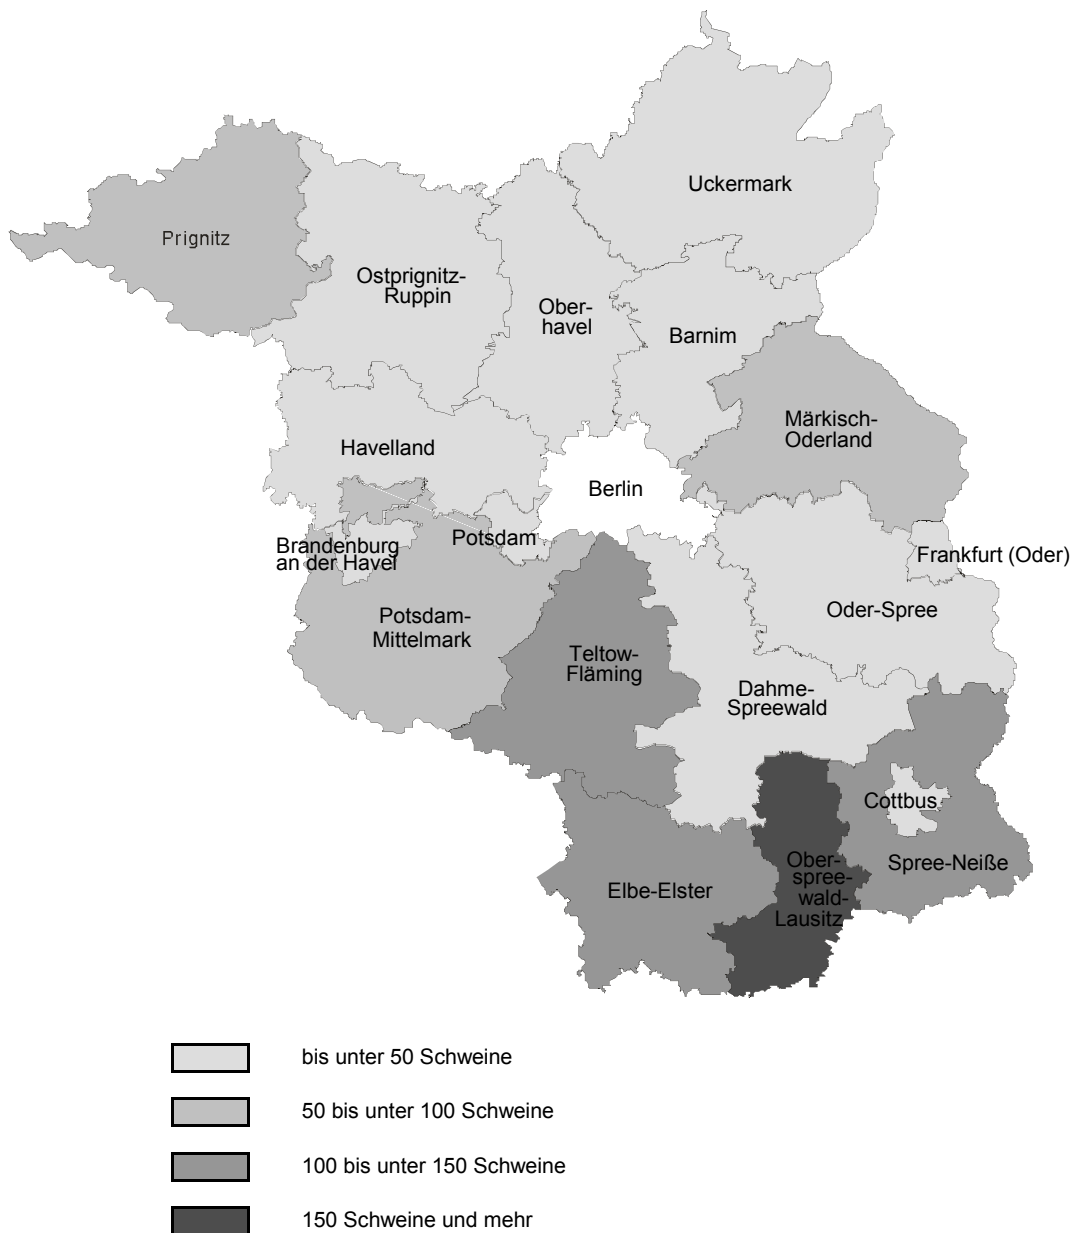 Uckermark
Prignitz
Ostprignitz-
Ruppin
Ober-
havel
Barnim
Märkisch-
Oderland
Havelland
Berlin
Potsdam
Brandenburg
an der Havel
Frankfurt (Oder)
Oder-Spree
Potsdam-
Mittelmark
Teltow-
Fläming
Dahme-
Spreewald
Cottbus
Spree-Neiße
Ober-
spree-
wald-
Lausitz
Elbe-Elster
bis unter 50 Schweine
50 bis unter 100 Schweine
100 bis unter 150 Schweine
150 Schweine und mehr